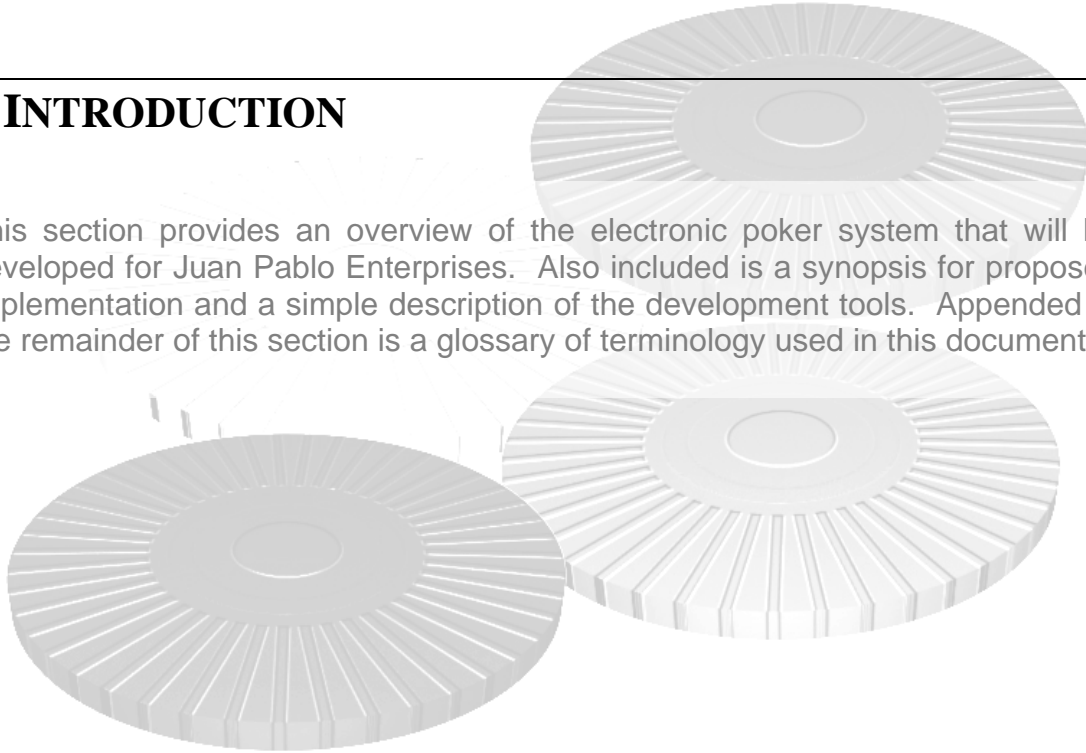 INTRODUCTION
his section provides an overview of the electronic poker system that will
eveloped for Juan Pablo Enterprises. Also included is a synopsis for propose
plementation and a simple description of the development tools. Appended
e remainder of this section is a glossary of terminology used in this document